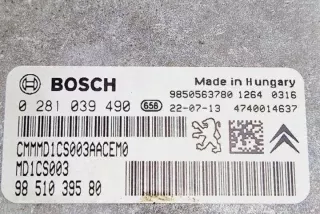 BOSCH
Made in Hungary
9850563780 1264 0316
0 281 039 490 656 22-07-13 4740014637
CMMMD1CS003AACEM0
MD1CS003
98 510 395 80